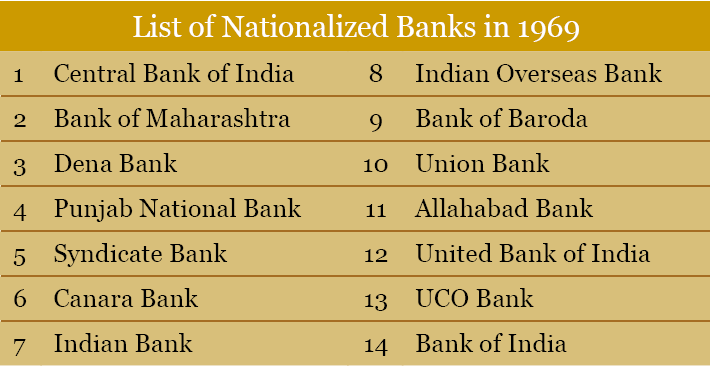 List of Nationalized Banks in 1969
1 Central Bank of India 8 Indian Overseas Bank
2 Bank of Maharashtra 9 Bank of Baroda
3 Dena Bank 10 Union Bank
4 Punjab National Bank 11 Allahabad Bank
5 Syndicate Bank 12 United Bank of India
6 Canara Bank 13 UCO Bank
7 Indian Bank 14 Bank of India